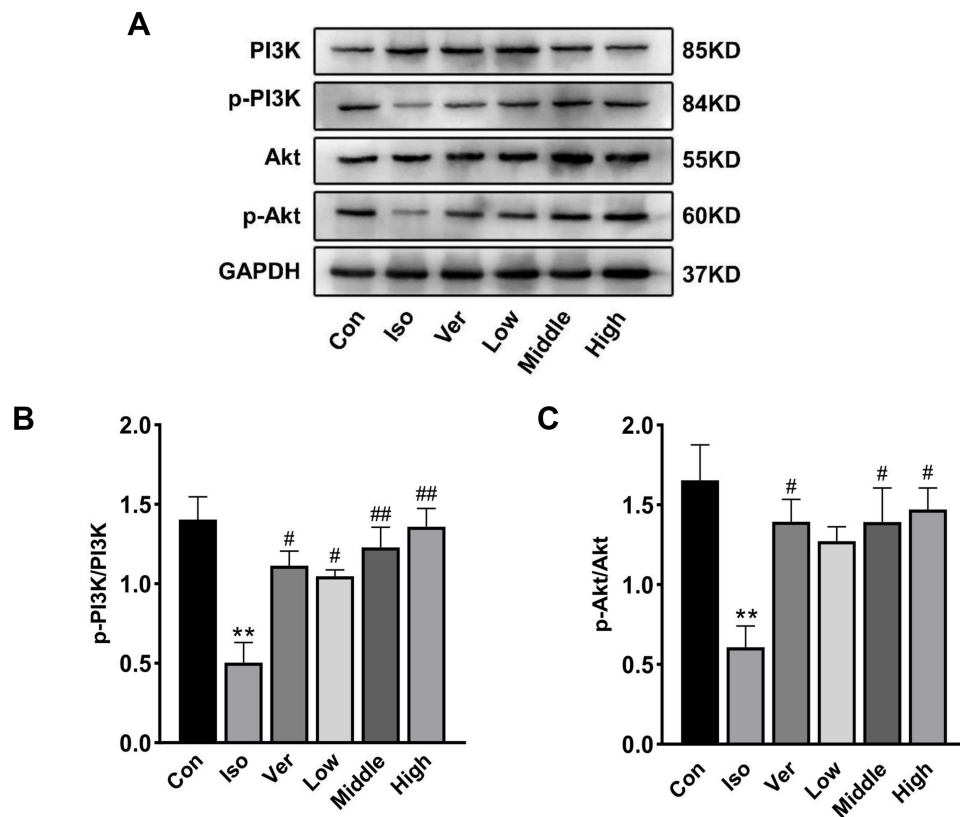 A
PI3K 85KD
p-PI3K 84KD
Akt 55KD
p-Akt 60KD
GAPDH 37KD
Con Iso Ver Low Middle High
B
p-PI3K/PI3K
2.0
1.5
1.0
0.5
0.0
** # # ## ##
Con Iso Ver Low Middle High
C
p-Akt/Akt
2.0
1.5
1.0
0.5
0.0
** # # #
Con Iso Ver Low Middle High